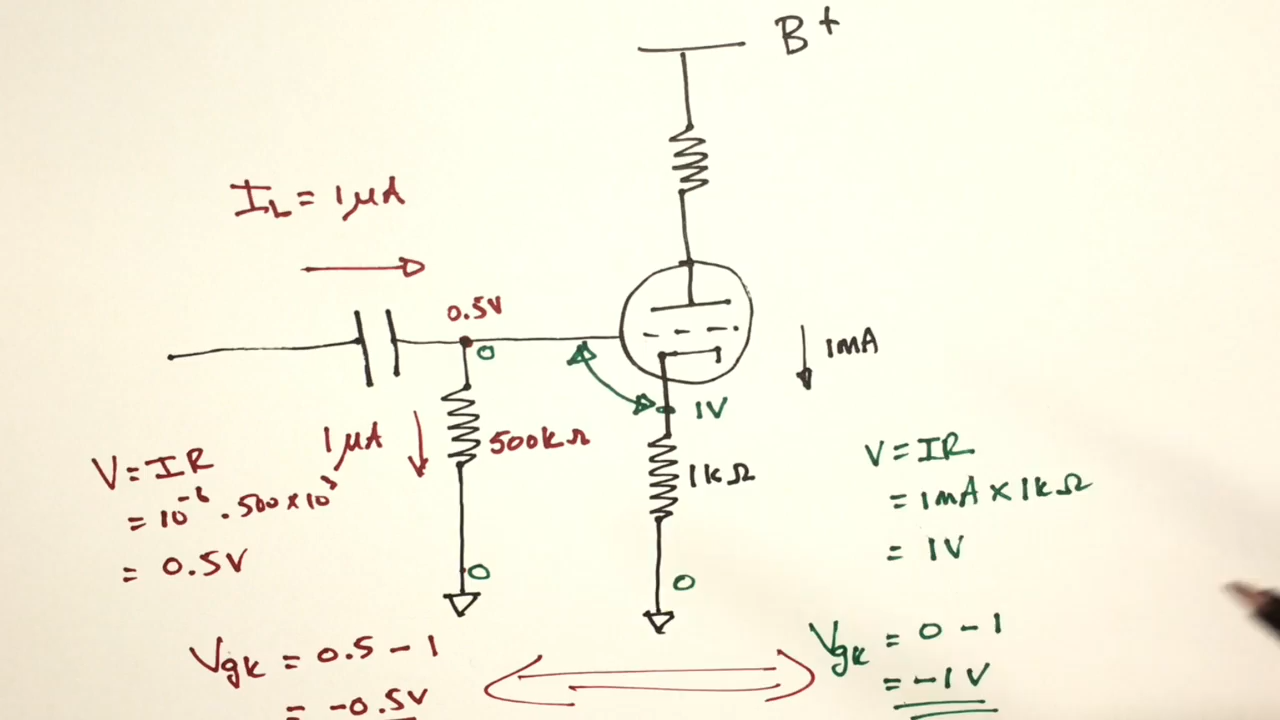 B+
I_L = 1μA
0.5V
0
1mA
1V
1μA
500kΩ
1kΩ
V=IR
= 10⁻⁶ . 500×10³
= 0.5V
V=IR
= 1mA × 1kΩ
= 1V
0
0
Vgk = 0.5 - 1
= -0.5V
Vgk = 0 - 1
= -1V